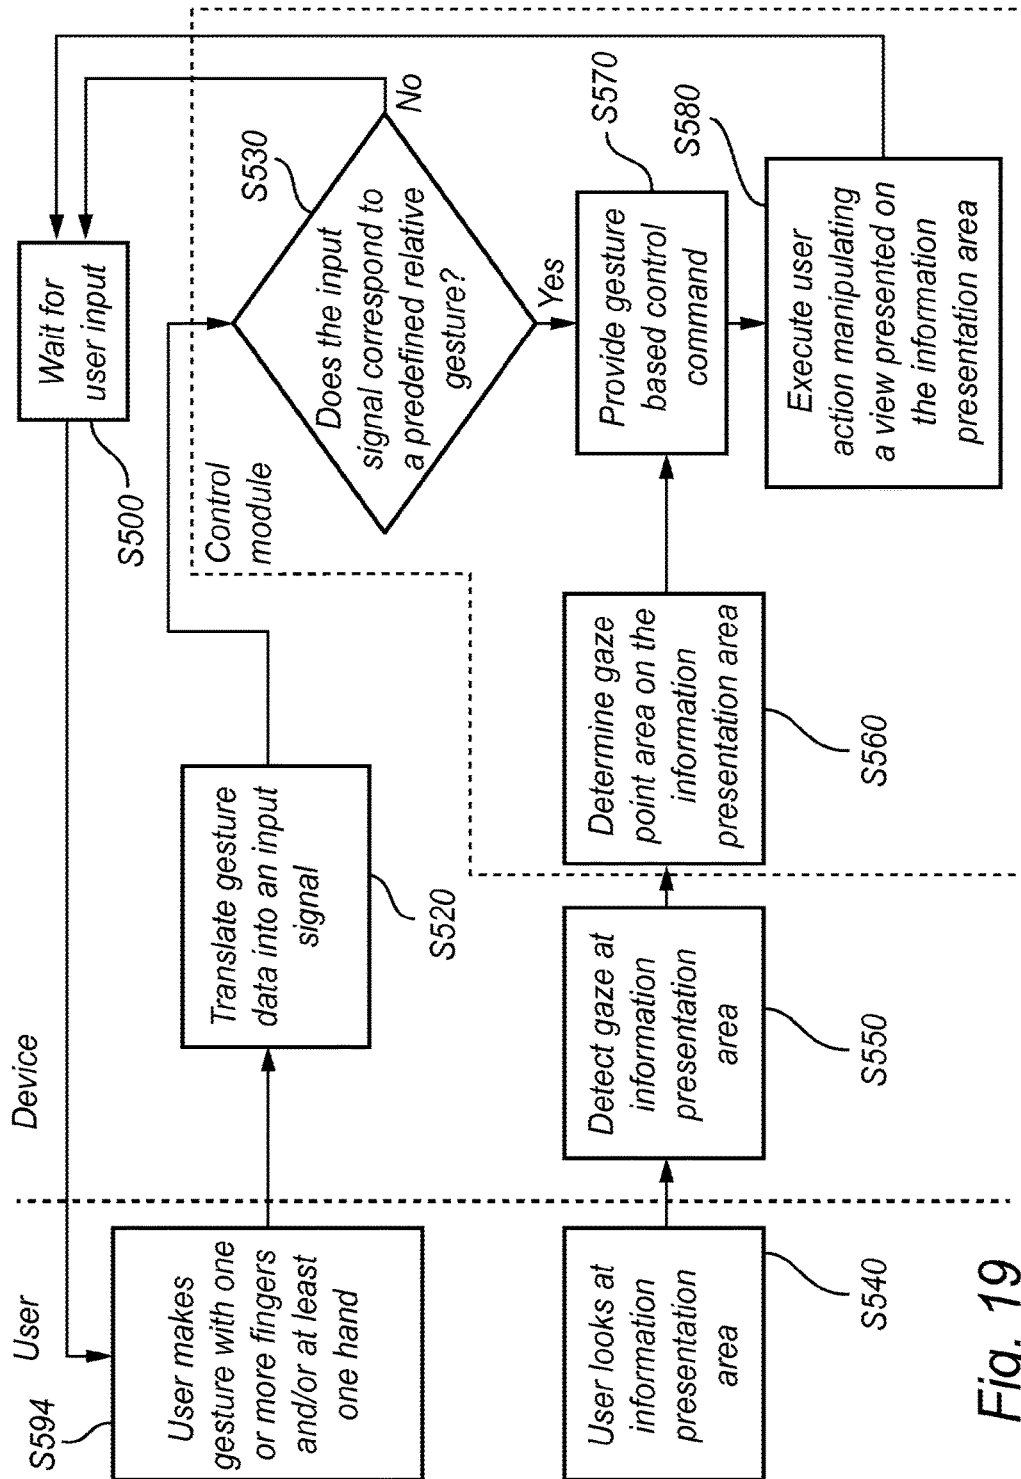 User
Device
S594
User makes
gesture with one
or more fingers
and/or at least
one hand
Translate gesture
data into an input
signal
S520
Wait for
user input
S500
Control
module
Does the input
signal correspond to
a predefined relative
gesture?
S530
No
Yes
User looks at
information
presentation
area
S540
Detect gaze at
information
presentation
area
S550
Determine gaze
point area on the
information
presentation area
S560
Provide gesture
based control
command
S570
Execute user
action manipulating
a view presented on
the information
presentation area
S580
Fig. 19